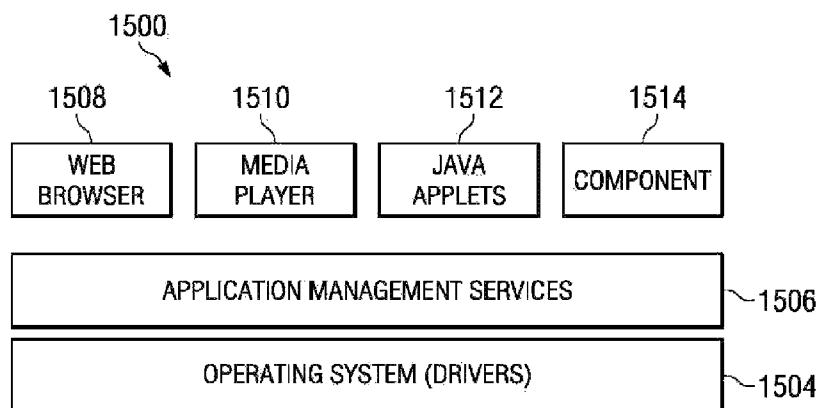 1500
1508
1510
1512
1514
WEB
BROWSER
MEDIA
PLAYER
JAVA
APPLETS
COMPONENT
APPLICATION MANAGEMENT SERVICES
1506
OPERATING SYSTEM (DRIVERS)
1504